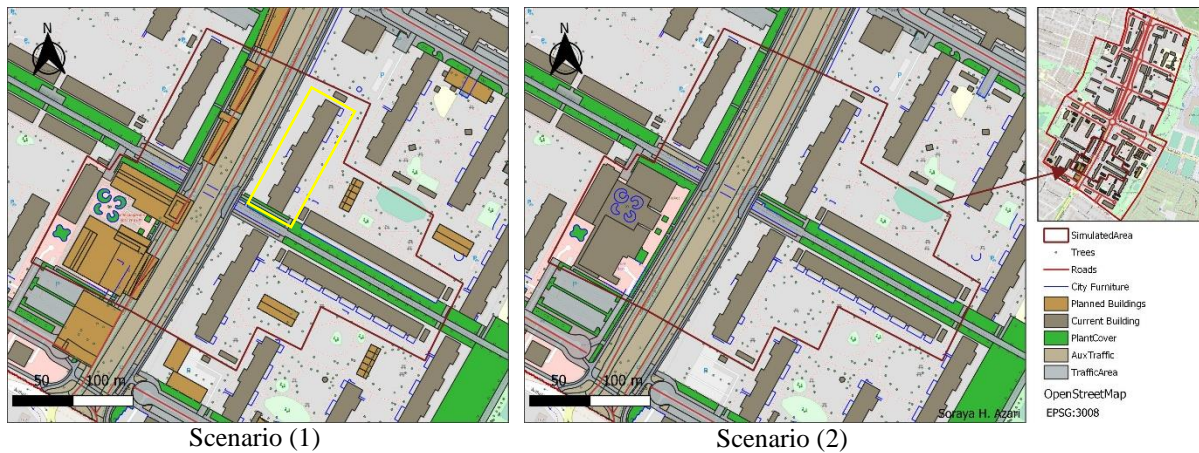 N
N
P
P
P
50 100 m
50 100 m
Soraya H. Azari
SimulatedArea
Trees
Roads
City Furniture
Planned Buildings
Current Building
PlantCover
AuxTraffic
TrafficArea
OpenStreetMap
EPSG:3008
Scenario (1)
Scenario (2)